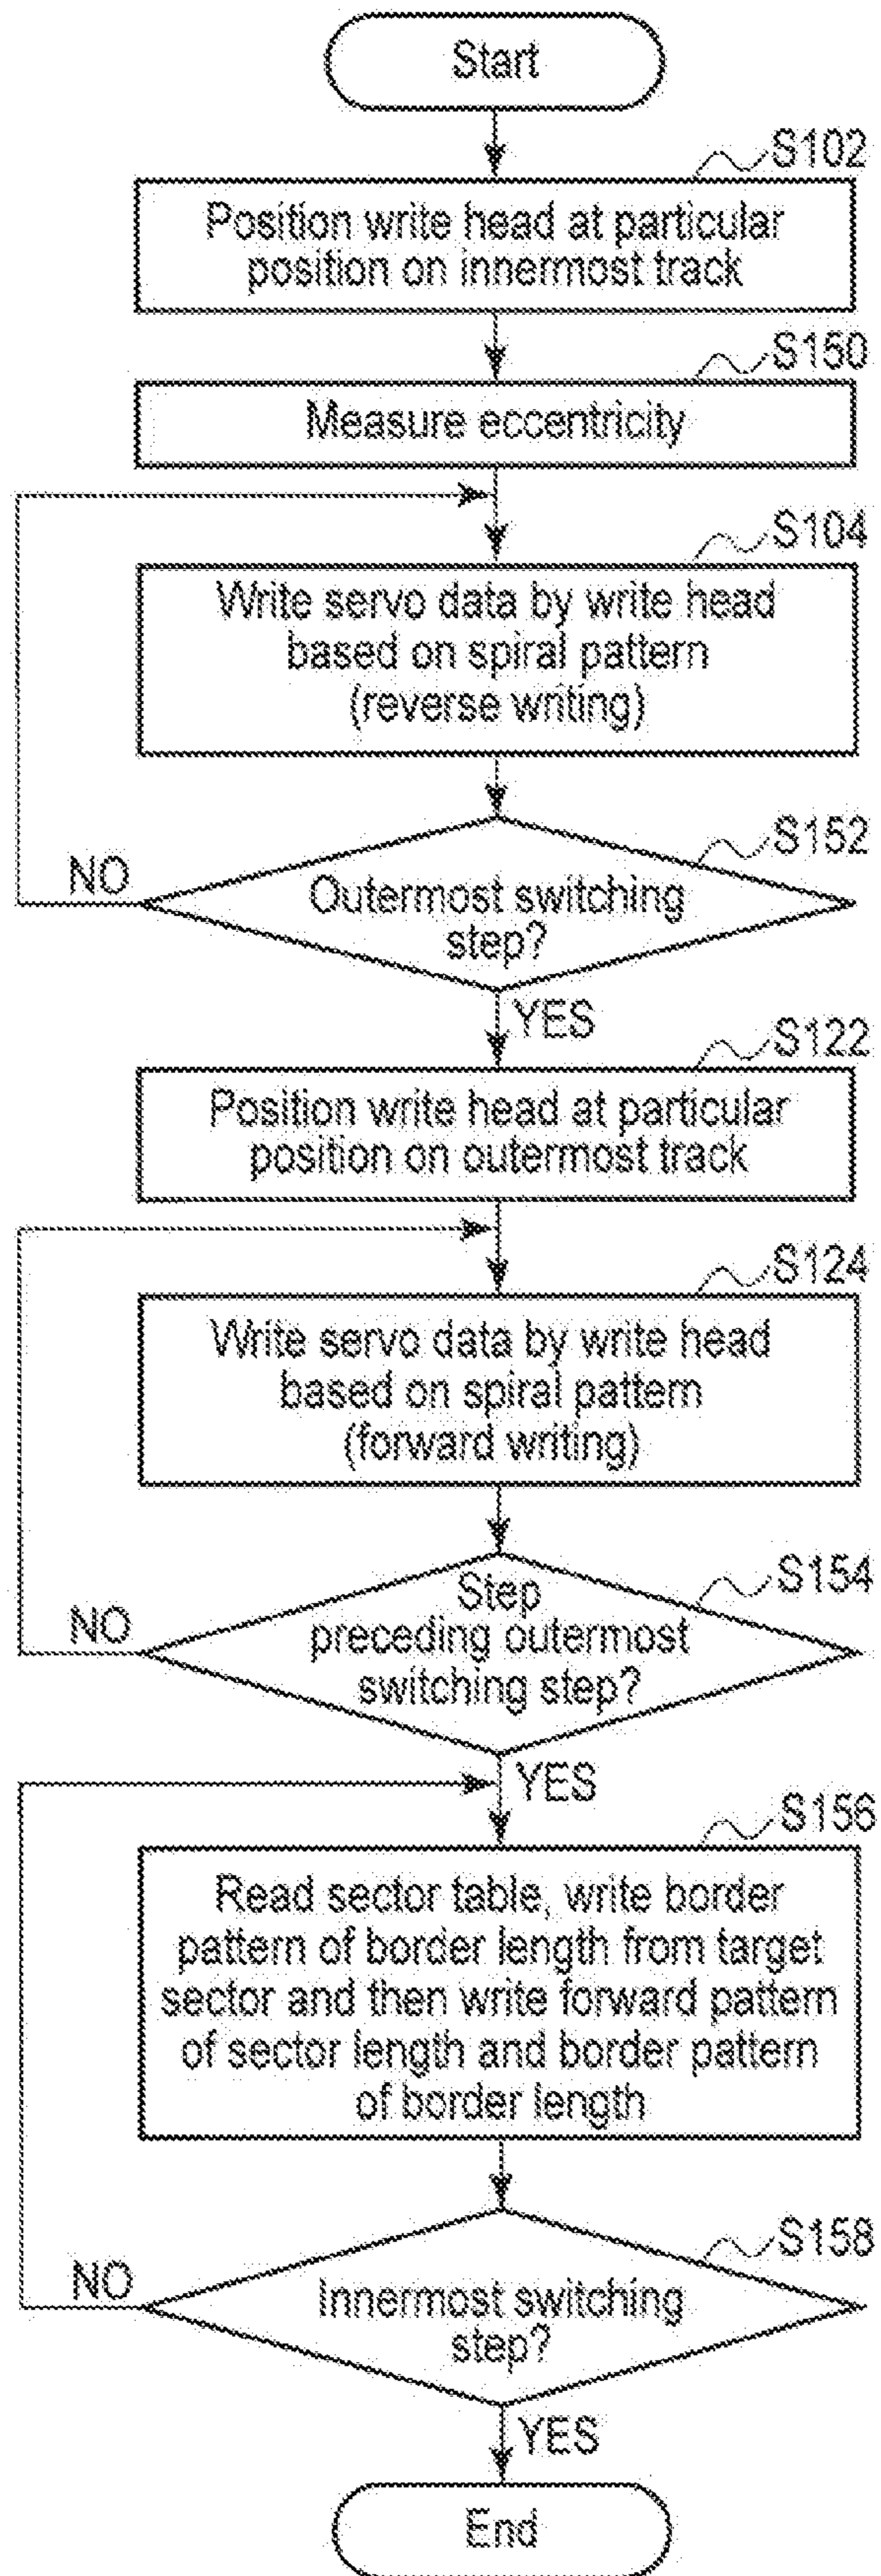 Start
S102
Position write head at particular
position on innermost track
S150
Measure eccentricity
S104
Write servo data by write head
based on spiral pattern
(reverse writing)
S152
NO
Outermost switching
step?
YES
S122
Position write head at particular
position on outermost track
S124
Write servo data by write head
based on spiral pattern
(forward writing)
S154
NO
Step
preceding outermost
switching step?
YES
S156
Read sector table, write border
pattern of border length from target
sector and then write forward pattern
of sector length and border pattern
of border length
S158
NO
Innermost switching
step?
YES
End